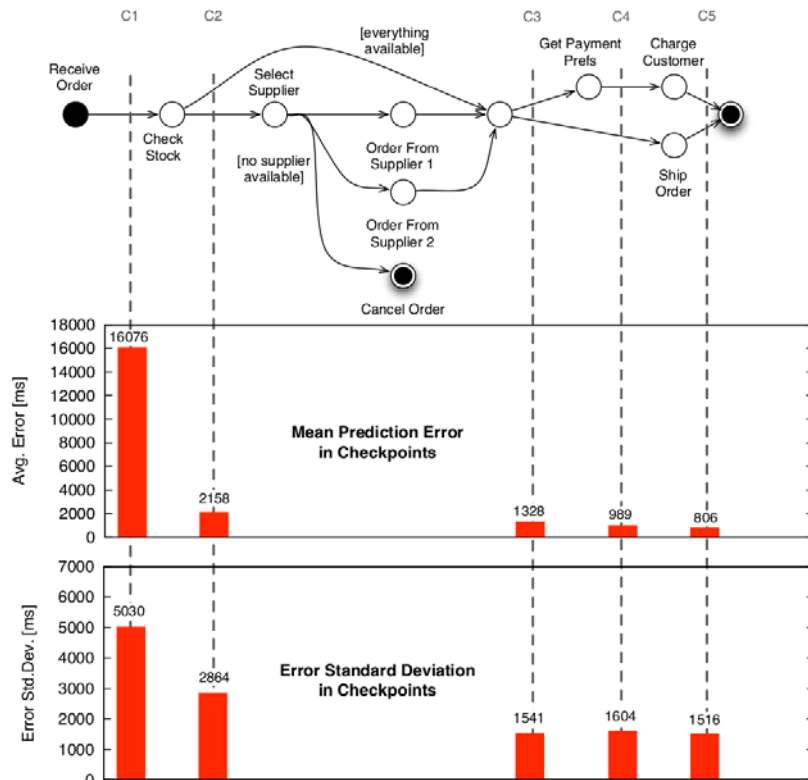 C1
C2
C3
C4
C5
[everything
available]
Get Payment
Prefs
Charge
Customer
Receive
Order
Select
Supplier
Check
Stock
[no supplier
available]
Order From
Supplier 1
Ship
Order
Order From
Supplier 2
Cancel Order
18000
16000
14000
12000
10000
8000
6000
4000
2000
0
Avg. Error [ms]
16076
2158
1328
989
806
Mean Prediction Error
in Checkpoints
7000
6000
5000
4000
3000
2000
1000
0
Error Std.Dev. [ms]
5030
2864
1541
1604
1516
Error Standard Deviation
in Checkpoints